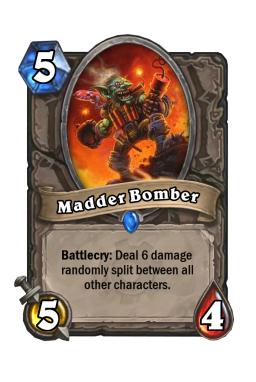 5
Madder Bomber
Battlecry: Deal 6 damage
randomly split between all
other characters.
5
4